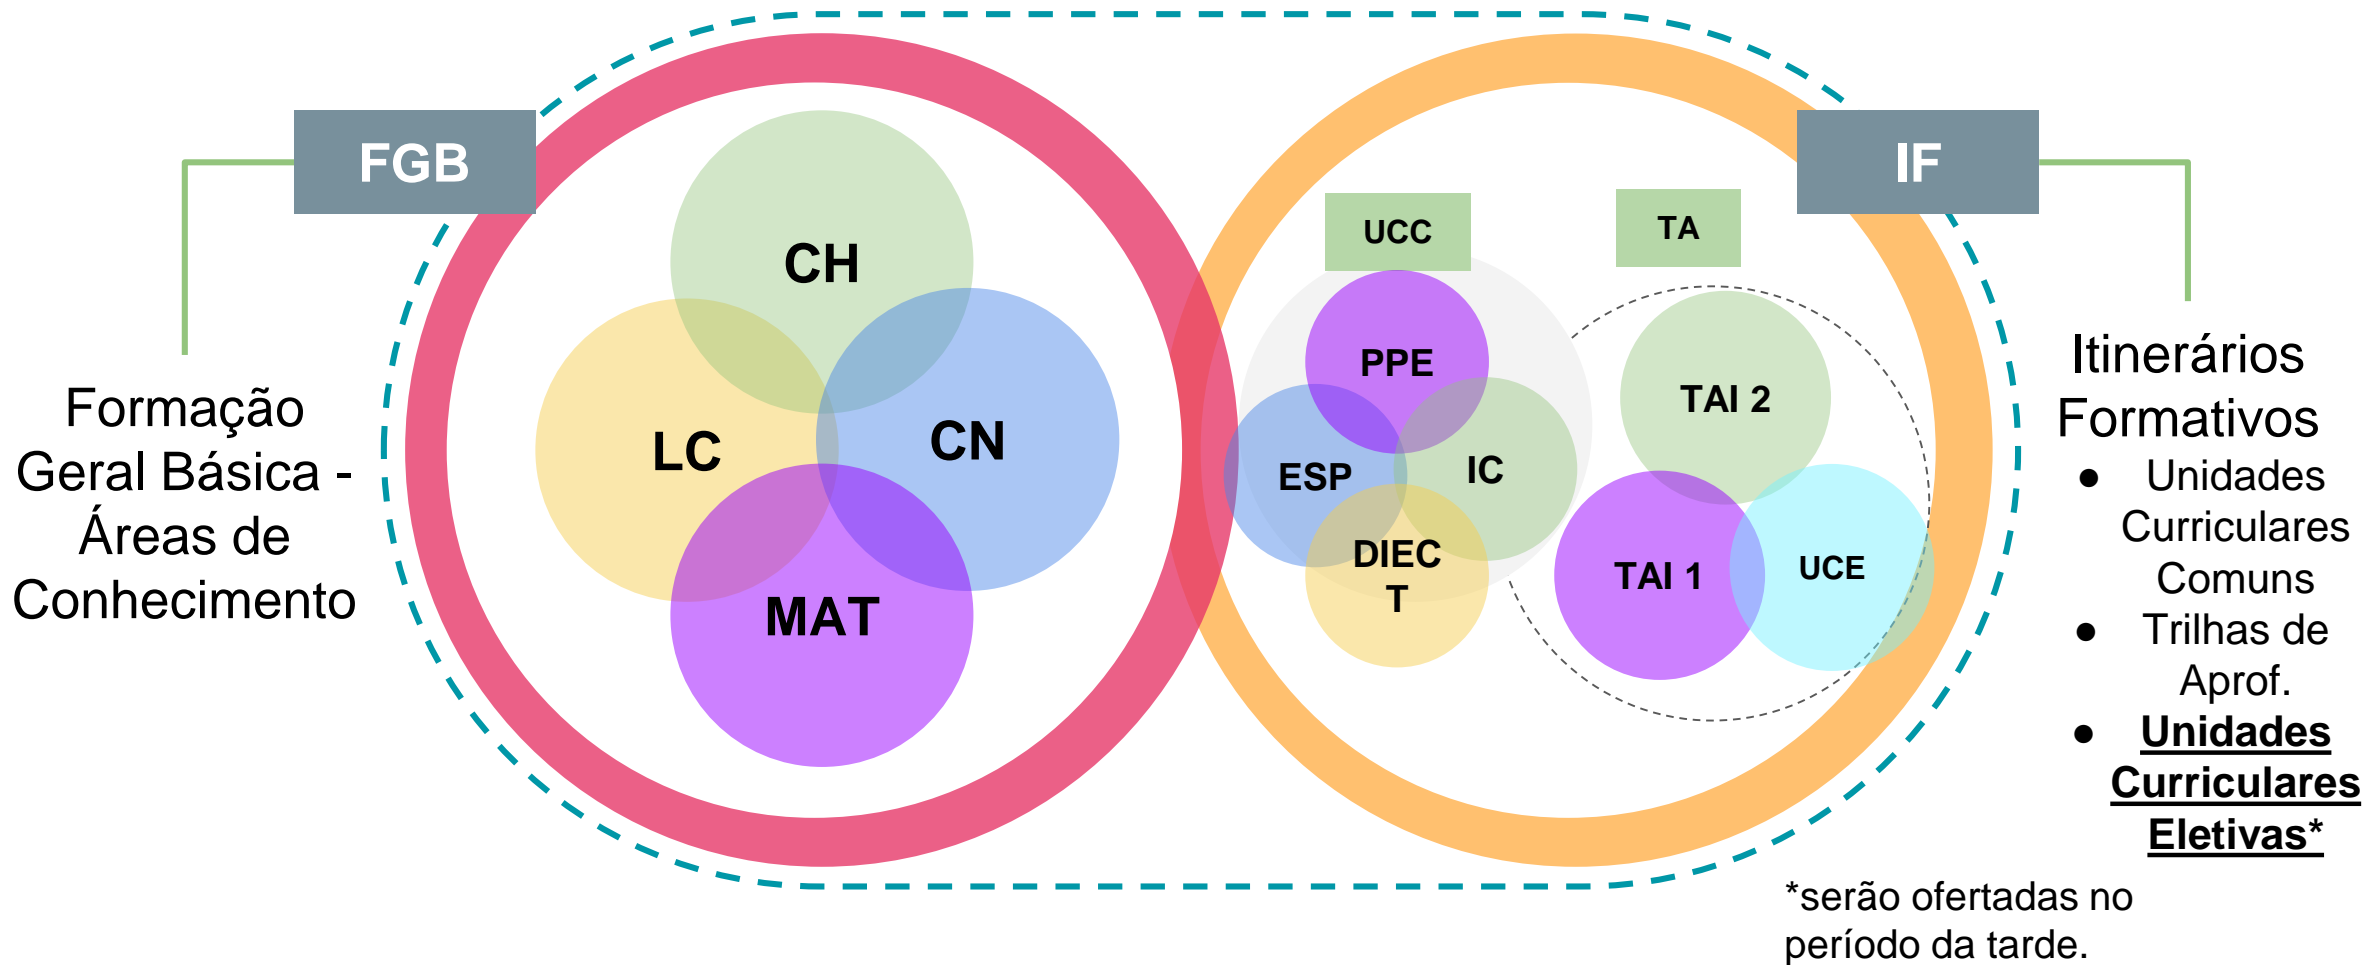 FGB
Formação
Geral Básica -
Áreas de
Conhecimento
CH
LC
CN
MAT
UCC
PPE
ESP
IC
DIEC
T
TA
TAI 2
TAI 1
UCE
IF
Itinerários
Formativos
● Unidades
Curriculares
Comuns
● Trilhas de
Aprof.
● Unidades
Curriculares
Eletivas*
*serão ofertadas no
período da tarde.